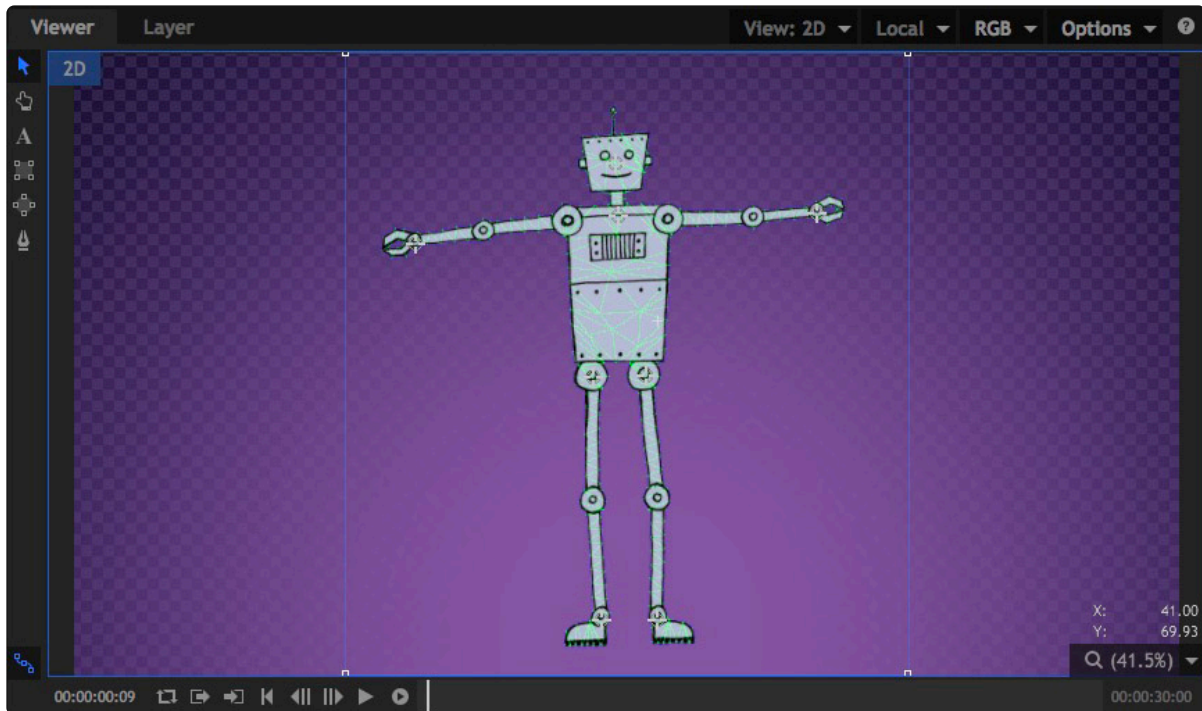 Viewer Layer View: 2D Local RGB Options ?
2D
A
X: 41.00
Y: 69.93
(41.5%)
00:00:00:09 00:00:30:00